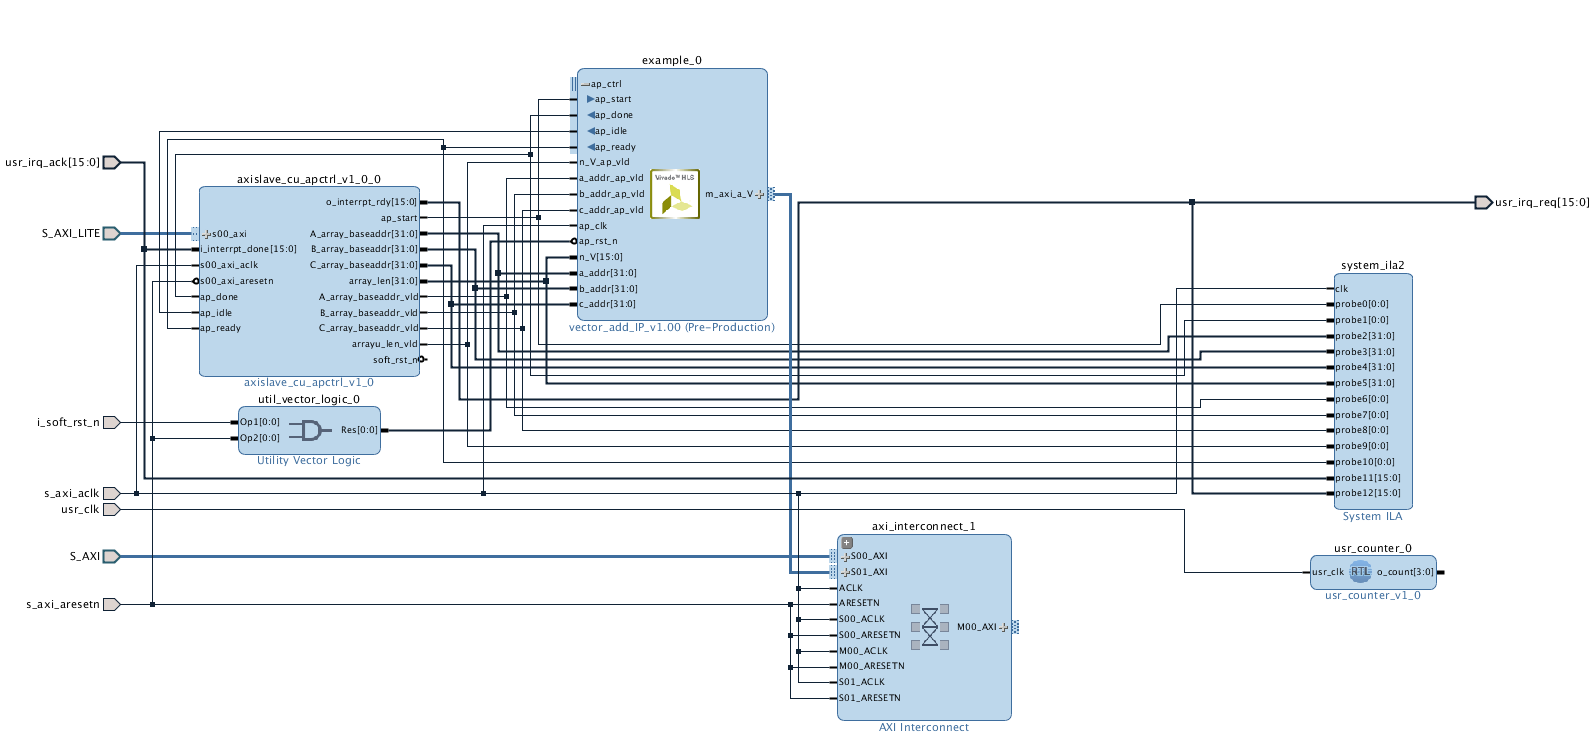 example_0
ap_ctrl
ap_start
ap_done
ap_idle
ap_ready
n_V_ap_vld
a_addr_ap_vld
b_addr_ap_vld
c_addr_ap_vld
ap_clk
ap_rst_n
n_V[15:0]
a_addr[31:0]
b_addr[31:0]
c_addr[31:0]
Vivado™ HLS
m_axi_a_V
vector_add_IP_v1.00 (Pre-Production)
usr_irq_ack[15:0]
S_AXI_LITE
axislave_cu_apctrl_v1_0_0
s00_axi
i_interrpt_done[15:0]
s00_axi_aclk
s00_axi_aresetn
ap_done
ap_idle
ap_ready
o_interrpt_rdy[15:0]
ap_start
A_array_baseaddr[31:0]
B_array_baseaddr[31:0]
C_array_baseaddr[31:0]
array_len[31:0]
A_array_baseaddr_vld
B_array_baseaddr_vld
C_array_baseaddr_vld
arrayu_len_vld
soft_rst_n
axislave_cu_apctrl_v1_0
usr_irq_req[15:0]
system_ila2
clk
probe0[0:0]
probe1[0:0]
probe2[31:0]
probe3[31:0]
probe4[31:0]
probe5[31:0]
probe6[0:0]
probe7[0:0]
probe8[0:0]
probe9[0:0]
probe10[0:0]
probe11[15:0]
probe12[15:0]
System ILA
i_soft_rst_n
util_vector_logic_0
Op1[0:0]
Op2[0:0]
Res[0:0]
Utility Vector Logic
s_axi_aclk
usr_clk
S_AXI
s_axi_aresetn
axi_interconnect_1
S00_AXI
S01_AXI
ACLK
ARESETN
S00_ACLK
S00_ARESETN
M00_ACLK
M00_ARESETN
S01_ACLK
S01_ARESETN
M00_AXI
AXI Interconnect
usr_counter_0
usr_clk
RTL
o_count[3:0]
usr_counter_v1_0